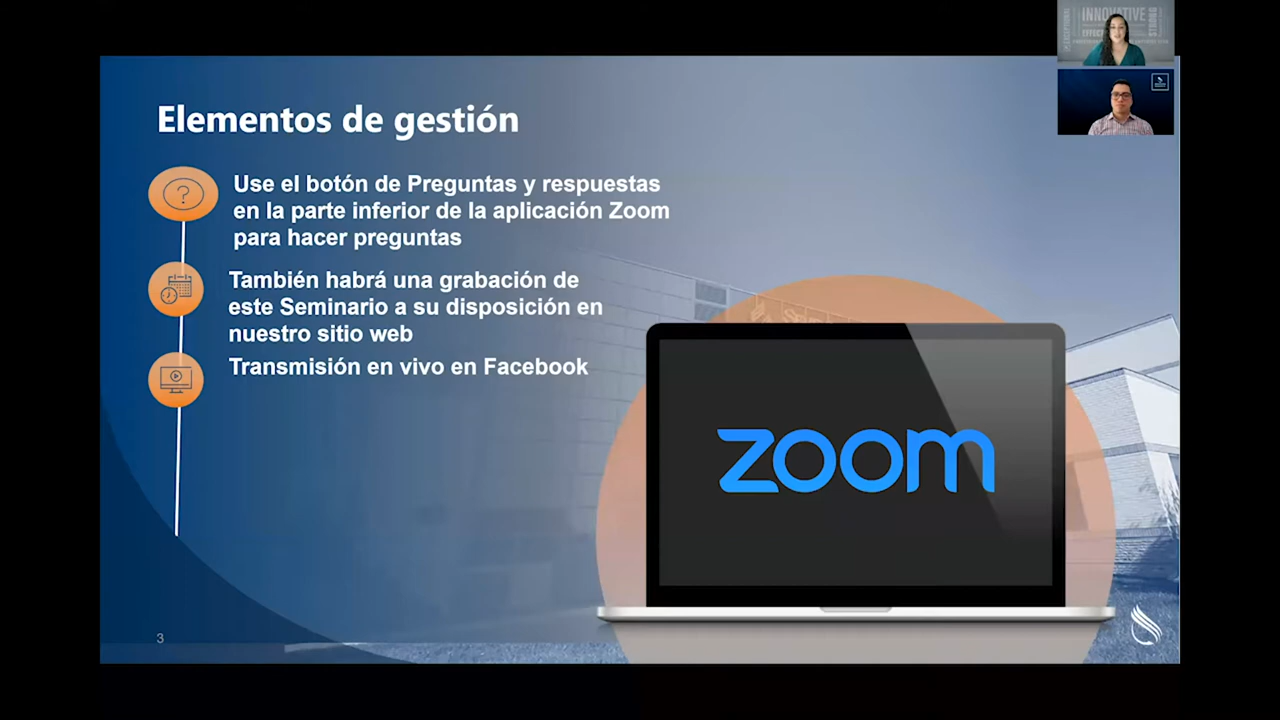 INNOVATIVE
STRONG
Elementos de gestión
Use el botón de Preguntas y respuestas
en la parte inferior de la aplicación Zoom
para hacer preguntas
También habrá una grabación de
este Seminario a su disposición en
nuestro sitio web
Transmisión en vivo en Facebook
zoom
3